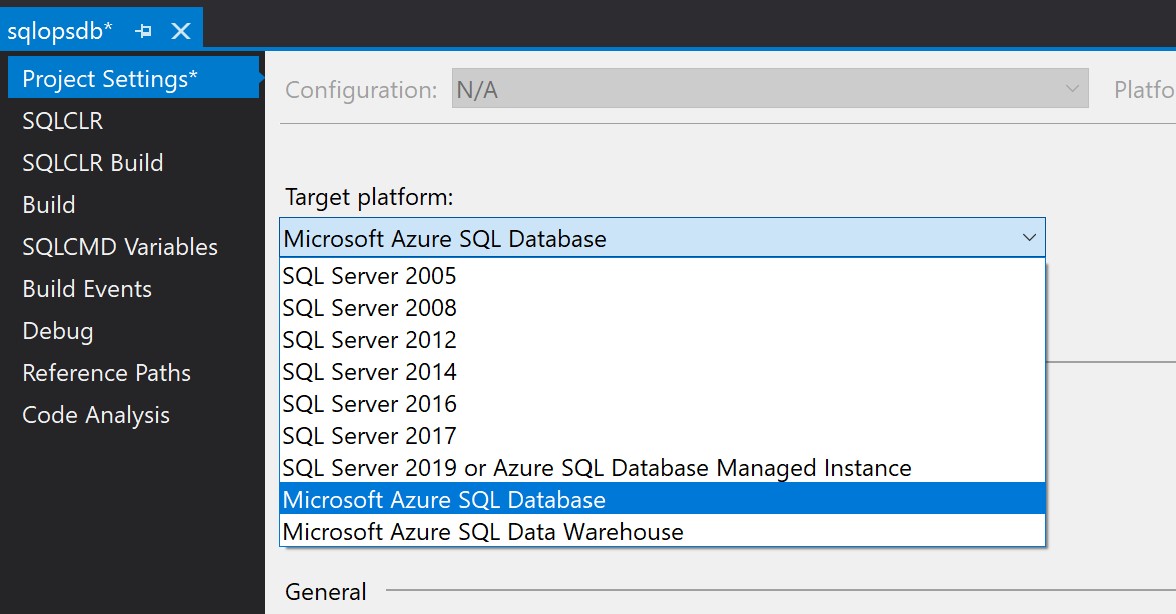 sqlopsdb*
Project Settings*
SQLCLR
SQLCLR Build
Build
SQLCMD Variables
Build Events
Debug
Reference Paths
Code Analysis
Configuration: N/A Platfo
Target platform:
Microsoft Azure SQL Database
SQL Server 2005
SQL Server 2008
SQL Server 2012
SQL Server 2014
SQL Server 2016
SQL Server 2017
SQL Server 2019 or Azure SQL Database Managed Instance
Microsoft Azure SQL Database
Microsoft Azure SQL Data Warehouse
General